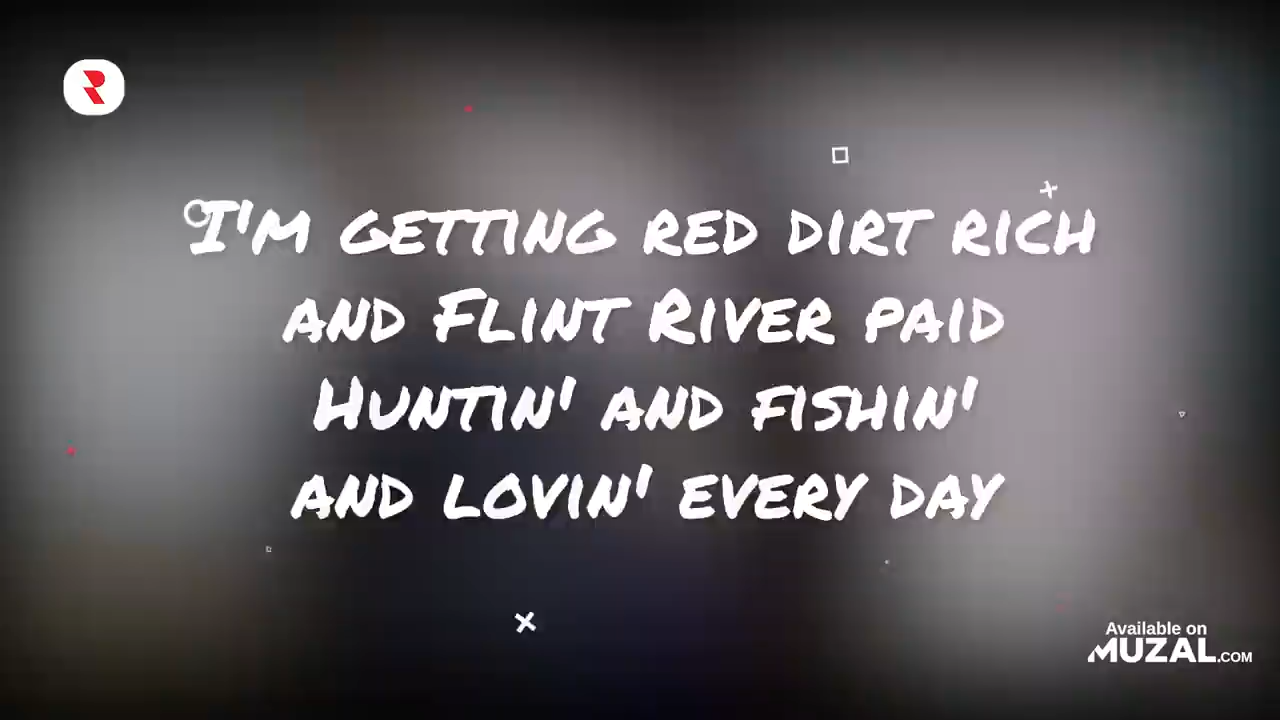 I'm getting red dirt rich
and Flint River paid
Huntin' and fishin'
and lovin' every day
Available on
MUZAL.COM